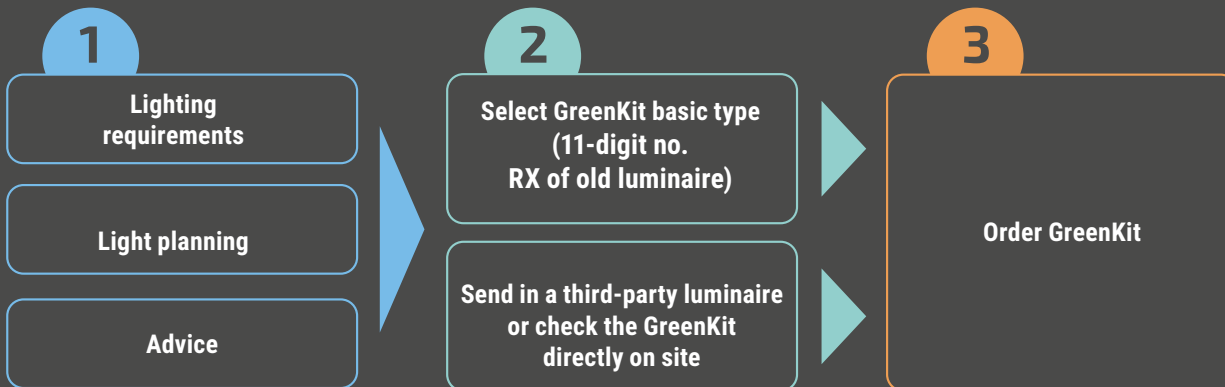 1
Lighting
requirements
Light planning
Advice
2
Select GreenKit basic type
(11-digit no.
RX of old luminaire)
Send in a third-party luminaire
or check the GreenKit
directly on site
3
Order GreenKit